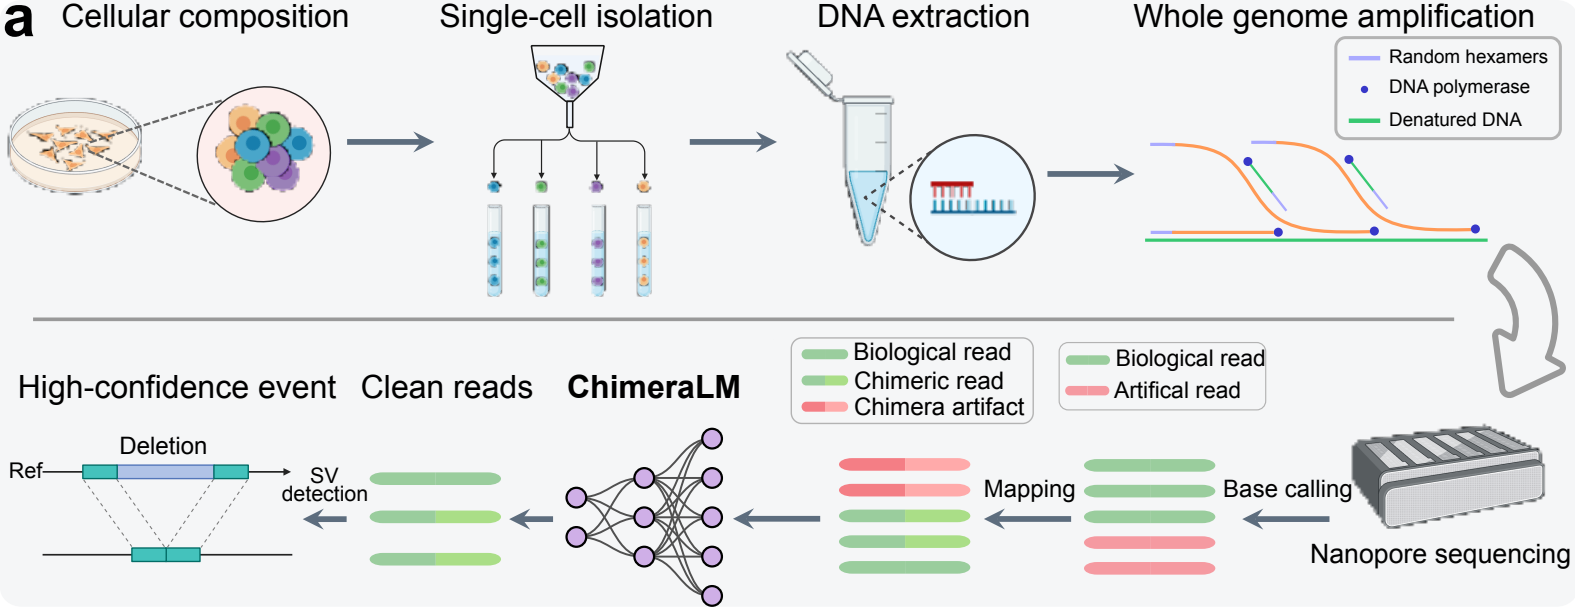 a
Cellular composition
Single-cell isolation
DNA extraction
Whole genome amplification
Random hexamers
DNA polymerase
Denatured DNA
High-confidence event
Clean reads
ChimeraLM
Biological read
Chimeric read
Chimera artifact
Biological read
Artifical read
Deletion
Ref
SV
detection
Mapping
Base calling
Nanopore sequencing